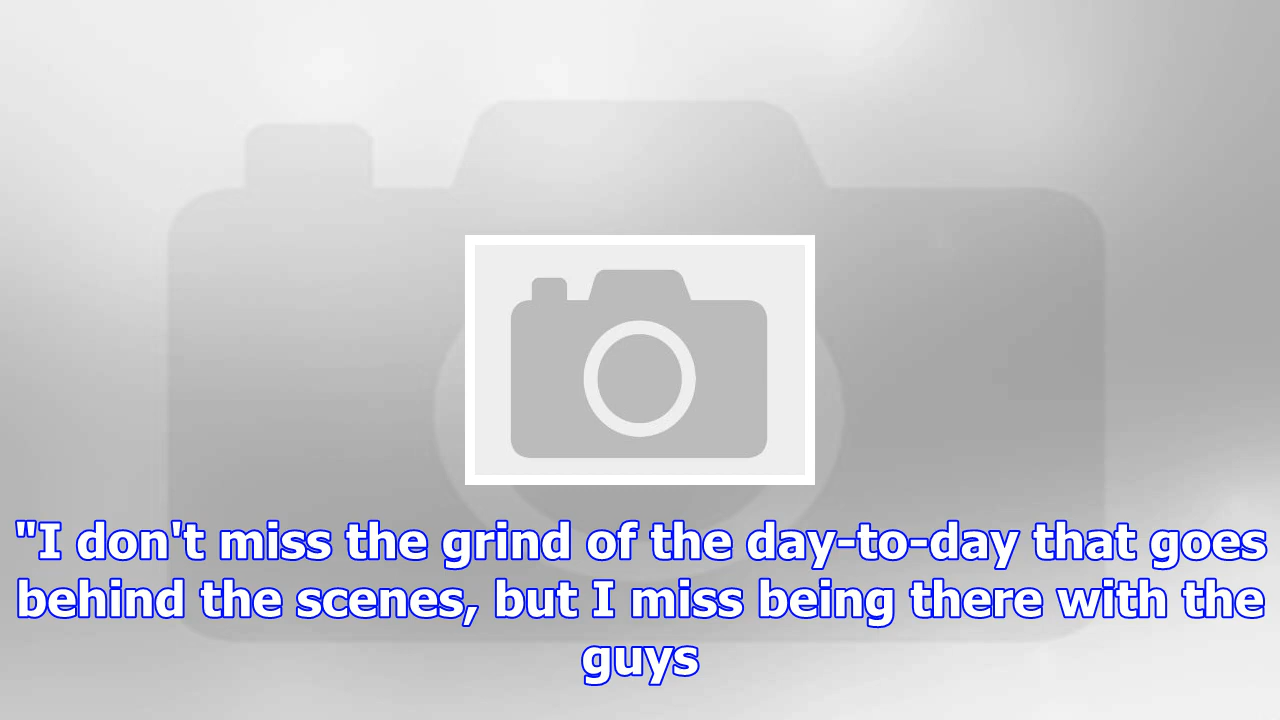 "I don't miss the grind of the day-to-day that goes
behind the scenes, but I miss being there with the
guys